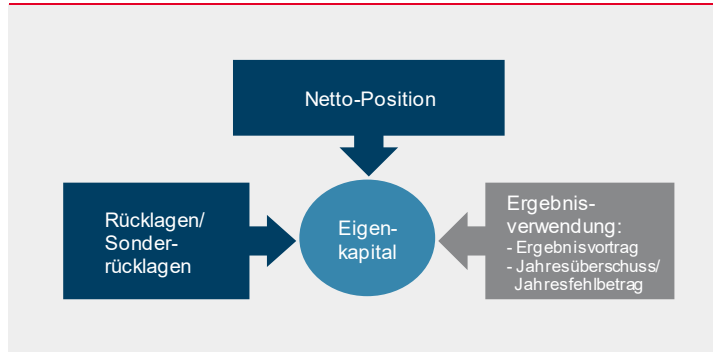 Netto-Position
Rücklagen/
Sonder-
rücklagen
Eigen-
kapital
Ergebnis-
verwendung:
- Ergebnisvortrag
- Jahresüberschuss/
Jahresfehlbetrag